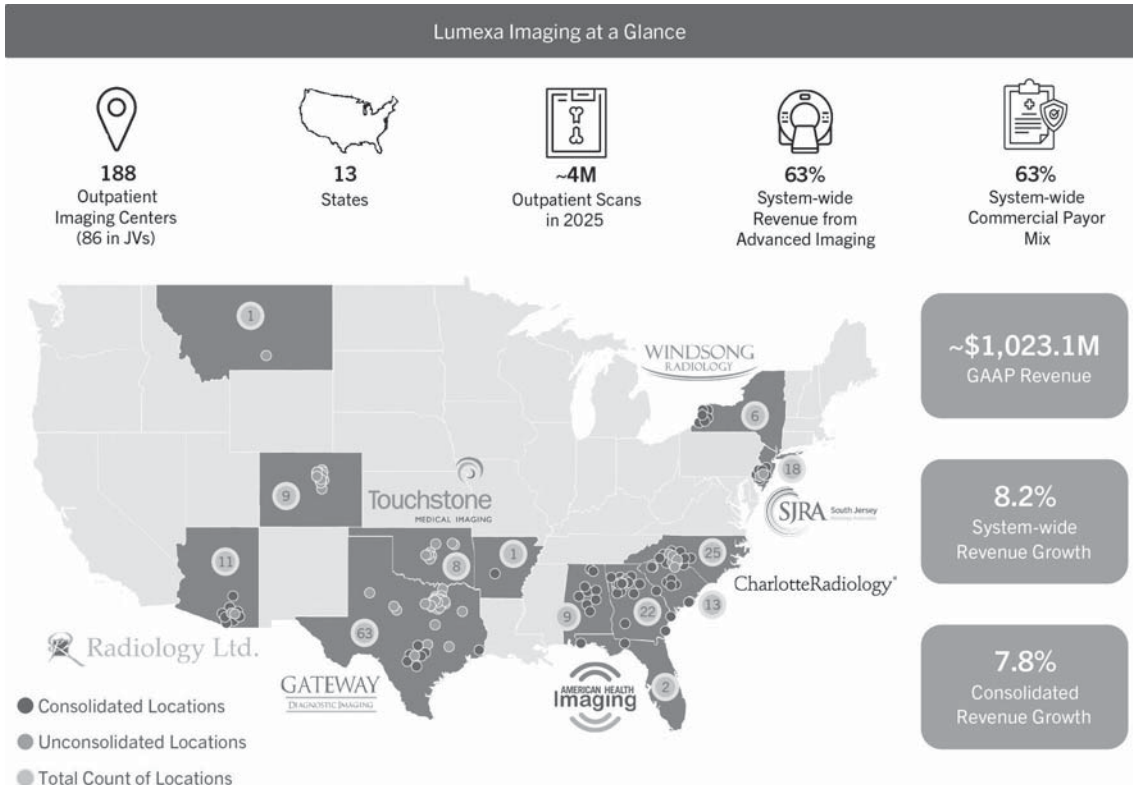 Lumexa Imaging at a Glance
188
Outpatient
Imaging Centers
(86 in JVs)
13
States
~4M
Outpatient Scans
in 2025
63%
System-wide
Revenue from
Advanced Imaging
63%
System-wide
Commercial Payor
Mix
1
WINDSONG
RADIOLOGY
6
~$1,023.1M
GAAP Revenue
9
Touchstone
MEDICAL IMAGING
18
SJRA South Jersey
8.2%
System-wide
Revenue Growth
11
8
1
25
CharlotteRadiology
63
9
22
13
Radiology Ltd.
GATEWAY
DIAGNOSTIC IMAGING
AMERICAN HEALTH
Imaging
2
7.8%
Consolidated
Revenue Growth
Consolidated Locations
Unconsolidated Locations
Total Count of Locations